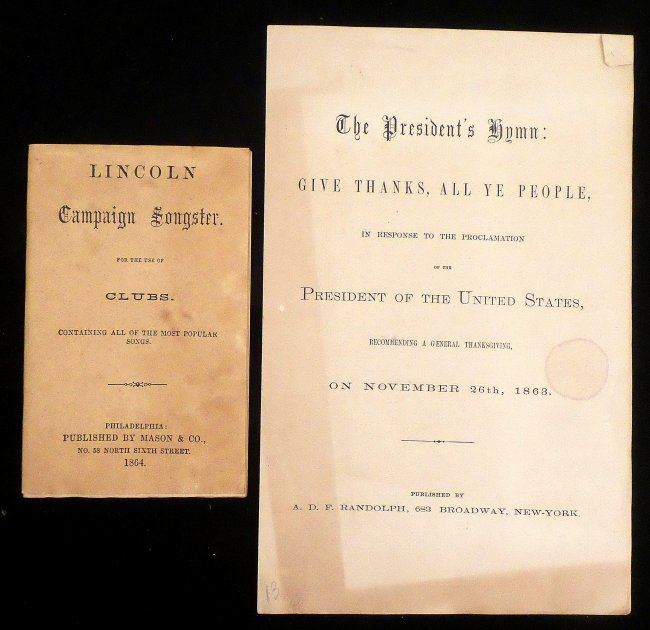 LINCOLN
Campaign Songster.
FOR THE USE OF
CLUBS.
CONTAINING ALL OF THE MOST POPULAR
SONGS.
PHILADELPHIA:
PUBLISHED BY MASON & CO.,
NO. 58 NORTH SIXTH STREET.
1864.
The President's Hymn:
GIVE THANKS, ALL YE PEOPLE,
IN RESPONSE TO THE PROCLAMATION
OF THE
PRESIDENT OF THE UNITED STATES,
RECOMMENDING A GENERAL THANKSGIVING,
ON NOVEMBER 26th, 1863.
PUBLISHED BY
A. D. F. RANDOLPH, 683 BROADWAY, NEW-YORK.
13